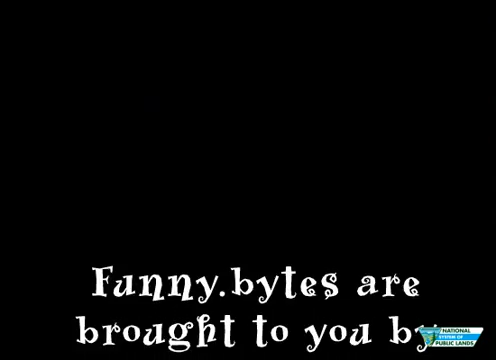 Funny.bytes are
brought to you by
NATIONAL
SYSTEM OF
PUBLIC LANDS